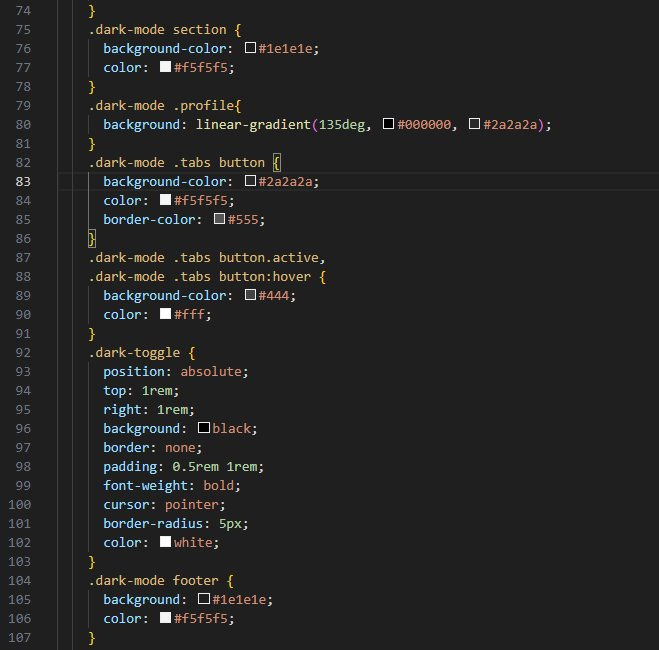 74 }
75 .dark-mode section {
76 background-color: #1e1e1e;
77 color: #f5f5f5;
78 }
79 .dark-mode .profile{
80 background: linear-gradient(135deg, #000000, #2a2a2a);
81 }
82 .dark-mode .tabs button {
83 background-color: #2a2a2a;
84 color: #f5f5f5;
85 border-color: #555;
86 }
87 .dark-mode .tabs button.active,
88 .dark-mode .tabs button:hover {
89 background-color: #444;
90 color: #fff;
91 }
92 .dark-toggle {
93 position: absolute;
94 top: 1rem;
95 right: 1rem;
96 background: black;
97 border: none;
98 padding: 0.5rem 1rem;
99 font-weight: bold;
100 cursor: pointer;
101 border-radius: 5px;
102 color: white;
103 }
104 .dark-mode footer {
105 background: #1e1e1e;
106 color: #f5f5f5;
107 }